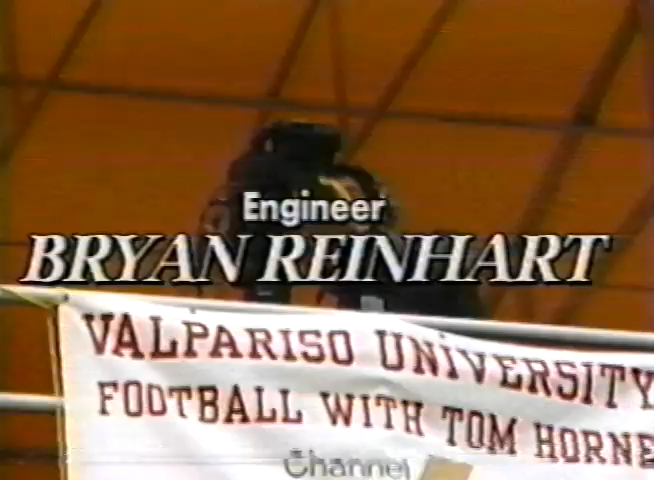 Engineer
BRYAN REINHART
VALPARISO UNIVERSITY
FOOTBALL WITH TOM HORNE
Channel